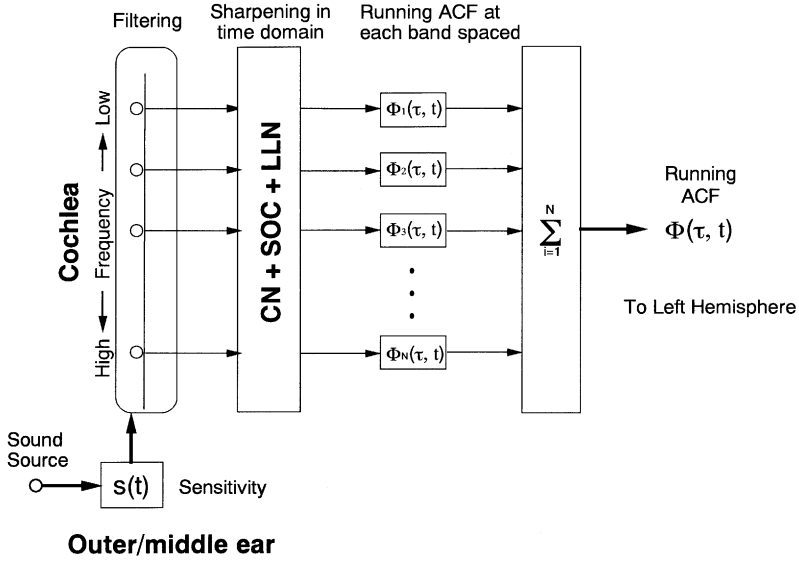 Filtering
Sharpening in
time domain
Running ACF at
each band spaced
Cochlea
Low
Frequency
High
CN + SOC + LLN
Φ1(τ, t)
Φ2(τ, t)
Φ3(τ, t)
ΦN(τ, t)
N
∑
i=1
Running
ACF
Φ(τ, t)
To Left Hemisphere
Sound
Source
s(t)
Sensitivity
Outer/middle ear